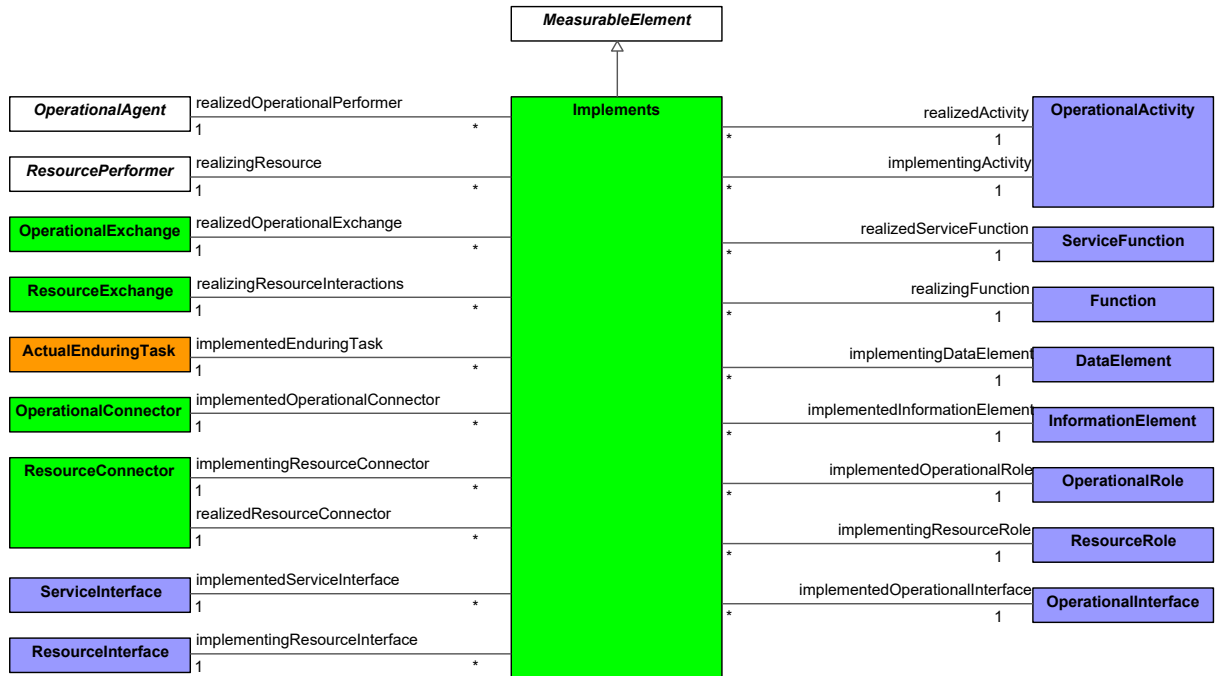 MeasurableElement
Implements
OperationalAgent
realizedOperationalPerformer
1
*
ResourcePerformer
realizingResource
1
*
OperationalExchange
realizedOperationalExchange
1
*
ResourceExchange
realizingResourceInteractions
1
*
ActualEnduringTask
implementedEnduringTask
1
*
OperationalConnector
implementedOperationalConnector
1
*
ResourceConnector
implementingResourceConnector
1
*
realizedResourceConnector
1
*
ServiceInterface
implementedServiceInterface
1
*
ResourceInterface
implementingResourceInterface
1
*
realizedActivity
*
1
OperationalActivity
implementingActivity
*
1
realizedServiceFunction
*
1
ServiceFunction
realizingFunction
*
1
Function
implementingDataElement
*
1
DataElement
implementedInformationElement
*
1
InformationElement
implementedOperationalRole
*
1
OperationalRole
implementingResourceRole
*
1
ResourceRole
implementedOperationalInterface
*
1
OperationalInterface